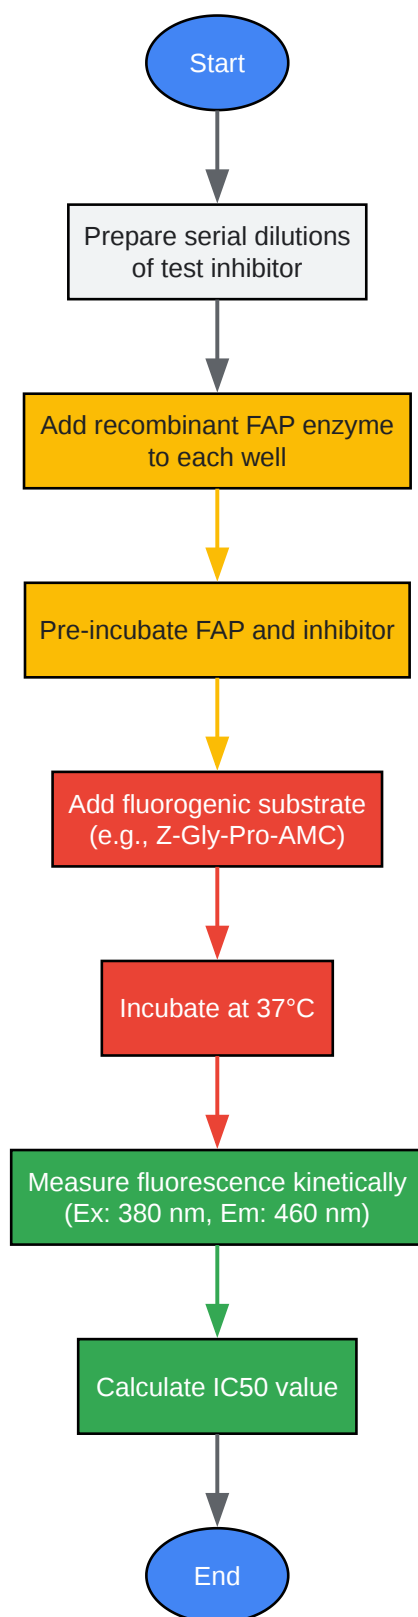 Start
Prepare serial dilutions
of test inhibitor
Add recombinant FAP enzyme
to each well
Pre-incubate FAP and inhibitor
Add fluorogenic substrate
(e.g., Z-Gly-Pro-AMC)
Incubate at 37°C
Measure fluorescence kinetically
(Ex: 380 nm, Em: 460 nm)
Calculate IC50 value
End